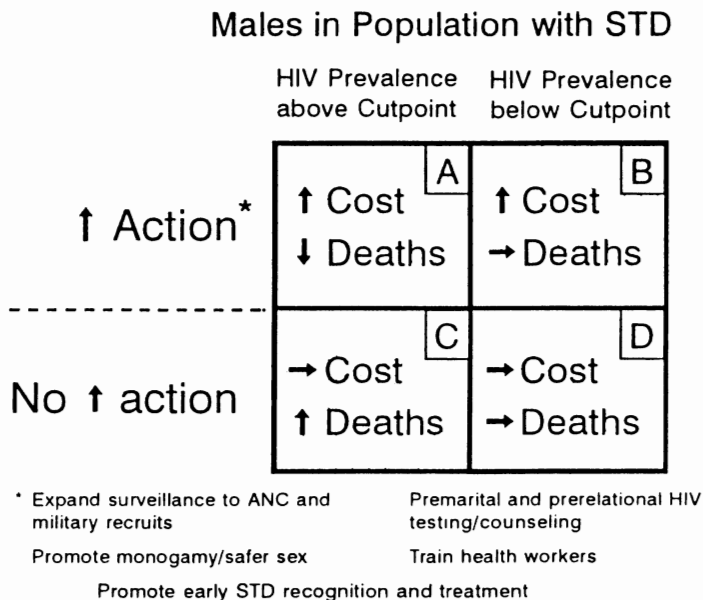 Males in Population with STD
HIV Prevalence above Cutpoint
HIV Prevalence below Cutpoint
↑ Action*
A
↑ Cost
↓ Deaths
B
↑ Cost
→ Deaths
No ↑ action
C
→ Cost
↑ Deaths
D
→ Cost
→ Deaths
* Expand surveillance to ANC and
military recruits
Premarital and prerelational HIV
testing/counseling
Promote monogamy/safer sex
Train health workers
Promote early STD recognition and treatment